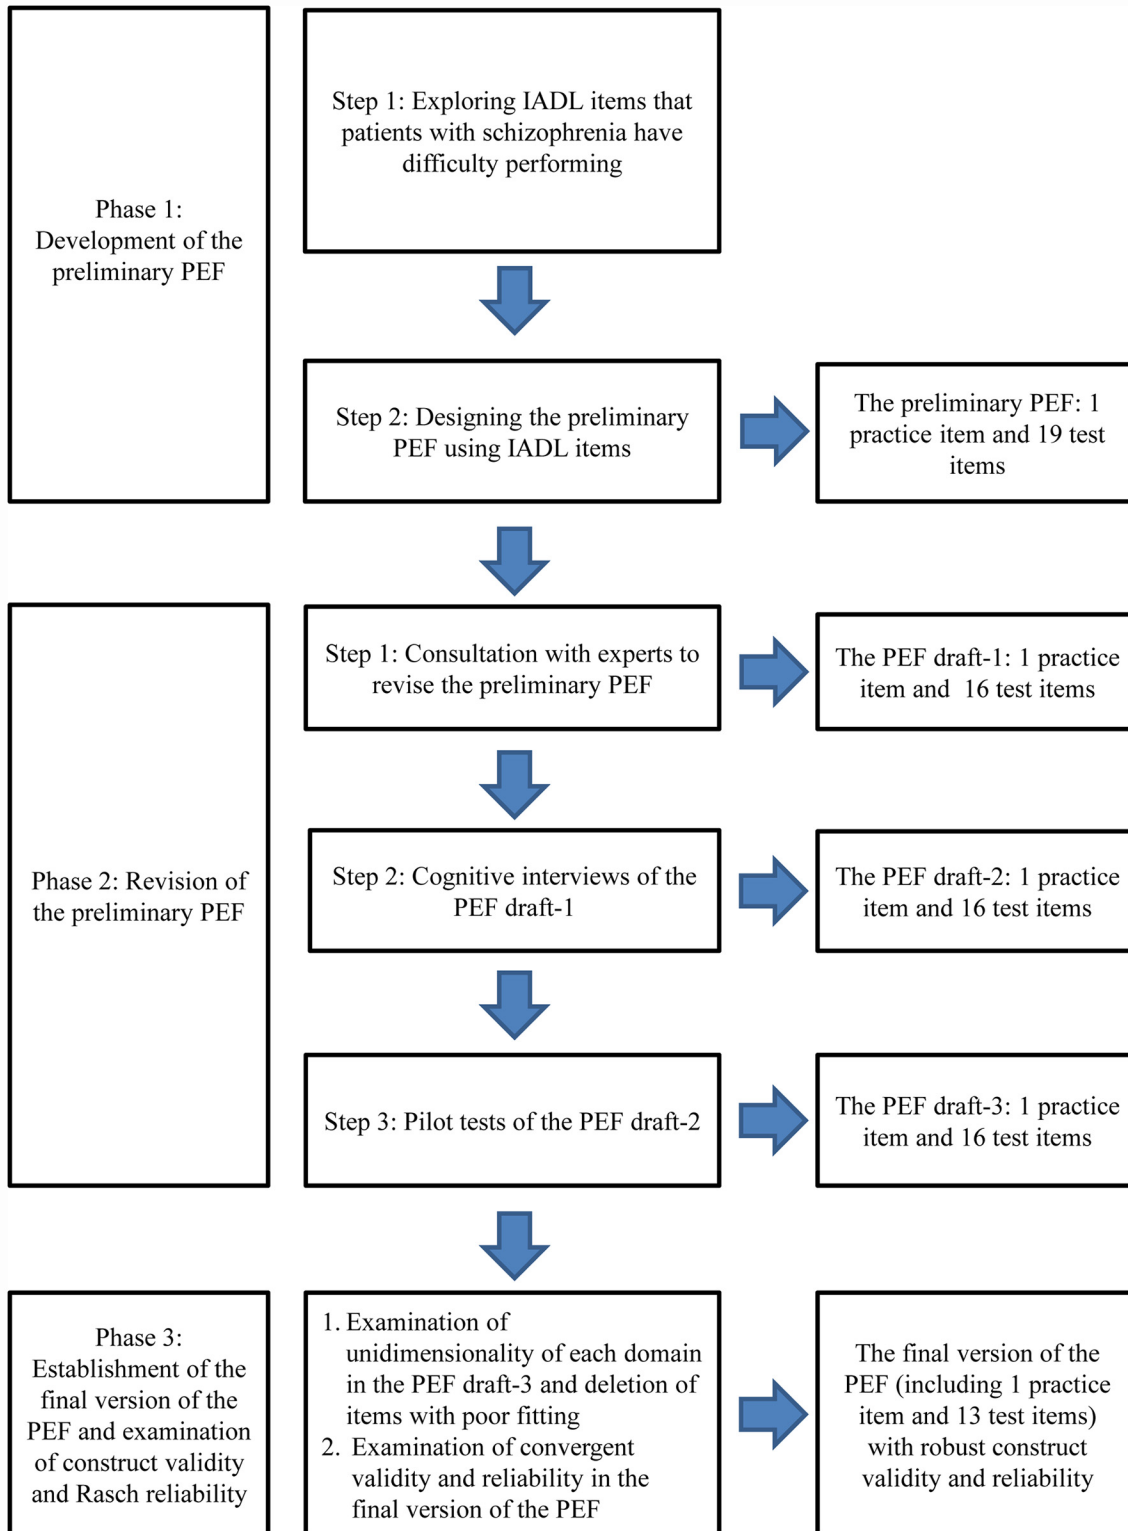 Phase 1:
Development of the
preliminary PEF
Step 1: Exploring IADL items that
patients with schizophrenia have
difficulty performing
Step 2: Designing the preliminary
PEF using IADL items
The preliminary PEF: 1
practice item and 19 test
items
Phase 2: Revision of
the preliminary PEF
Step 1: Consultation with experts to
revise the preliminary PEF
The PEF draft-1: 1 practice
item and  16 test items
Step 2: Cognitive interviews of the
PEF draft-1
The PEF draft-2: 1 practice
item and 16 test items
Step 3: Pilot tests of the PEF draft-2
The PEF draft-3: 1 practice
item and 16 test items
Phase 3:
Establishment of the
final version of the
PEF and examination
of construct validity
and Rasch reliability
1. Examination of
unidimensionality of each domain
in the PEF draft-3 and deletion of
items with poor fitting
2. Examination of convergent
validity and reliability in the
final version of the PEF
The final version of the
PEF (including 1 practice
item and 13 test items)
with robust construct
validity and reliability